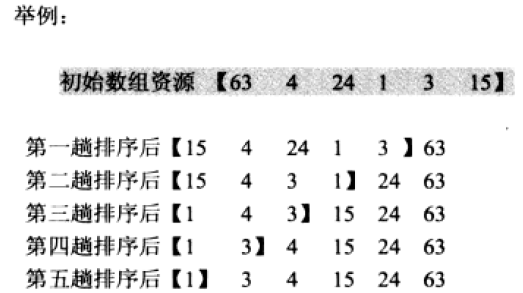 举例：
初始数组资源 【63 4 24 1 3 15】
第一趟排序后【15 4 24 1 3 】63
第二趟排序后【15 4 3 1】 24 63
第三趟排序后【1 4 3】 15 24 63
第四趟排序后【1 3】 4 15 24 63
第五趟排序后【1】 3 4 15 24 63